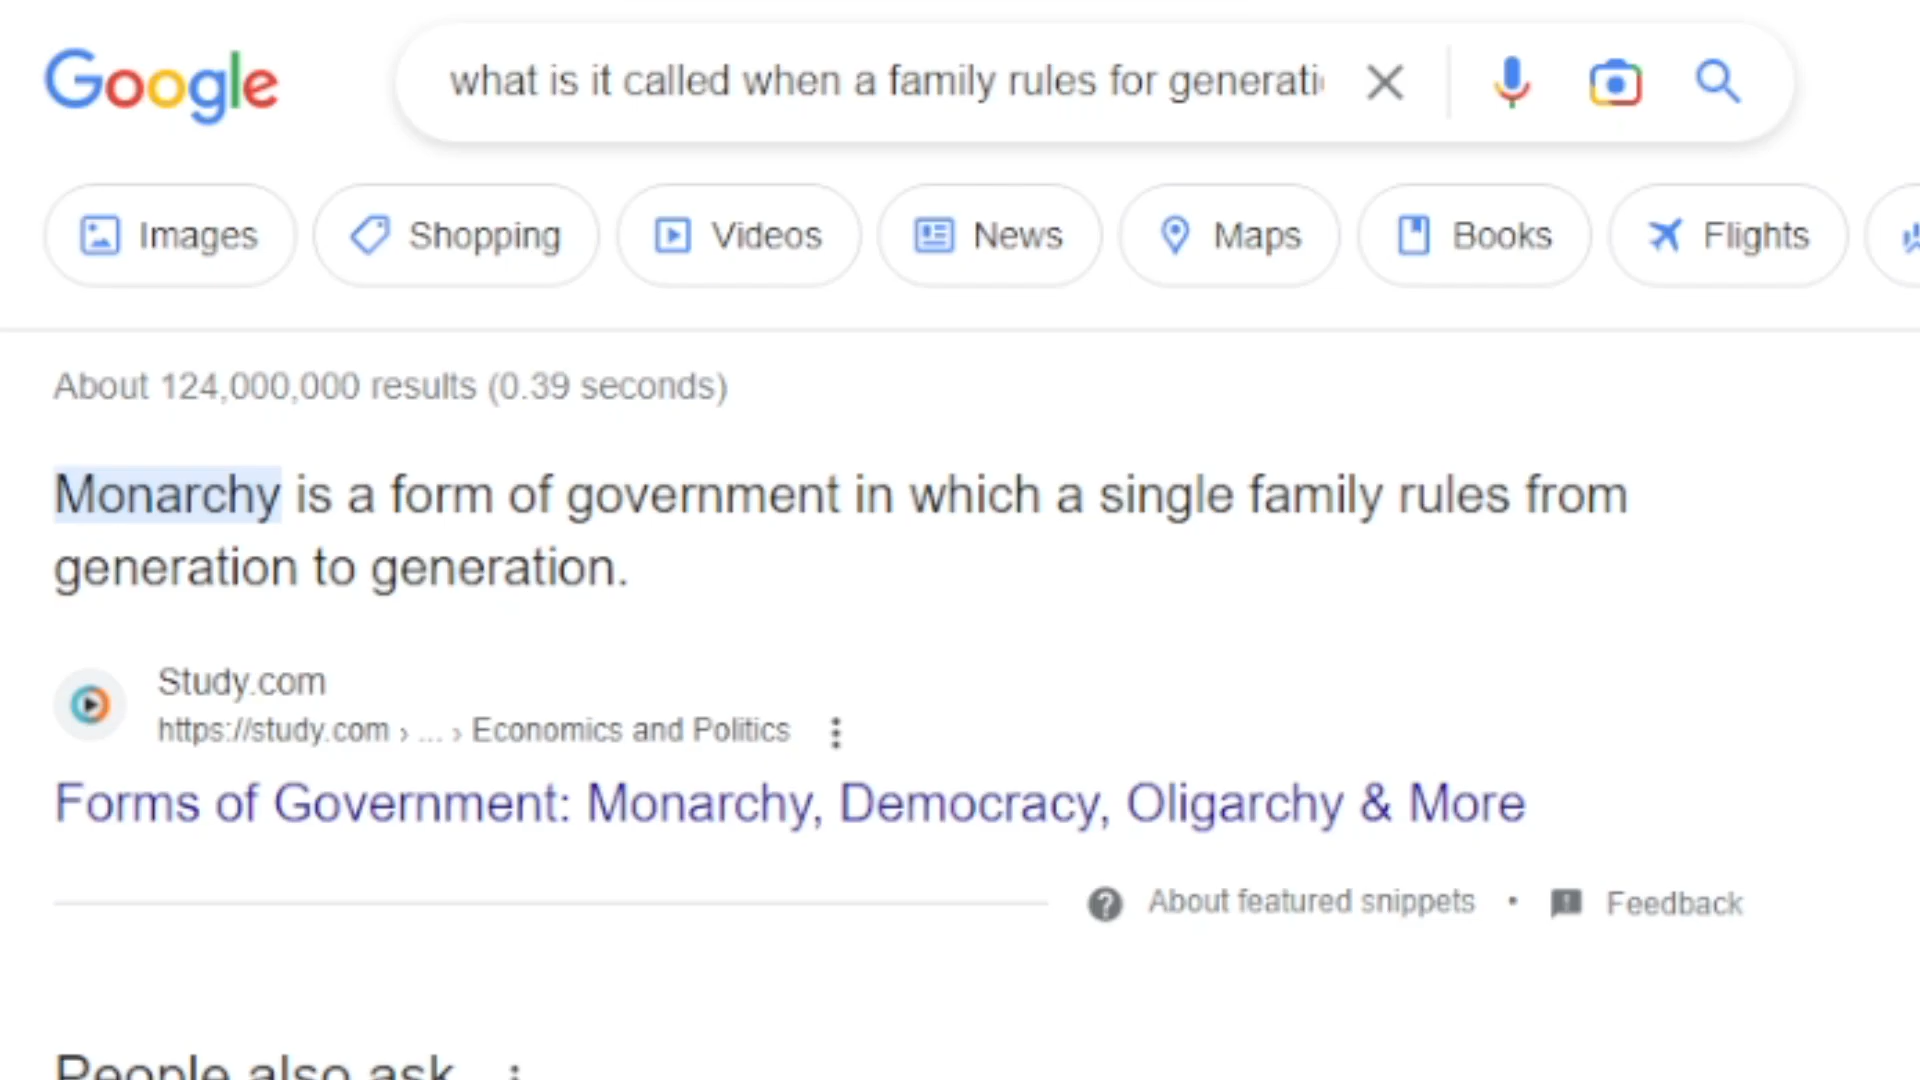 Google
what is it called when a family rules for generati
Images Shopping Videos News Maps Books Flights
About 124,000,000 results (0.39 seconds)
Monarchy is a form of government in which a single family rules from
generation to generation.
Study.com
https://study.com › ... › Economics and Politics
Forms of Government: Monarchy, Democracy, Oligarchy & More
About featured snippets • Feedback
People also ask